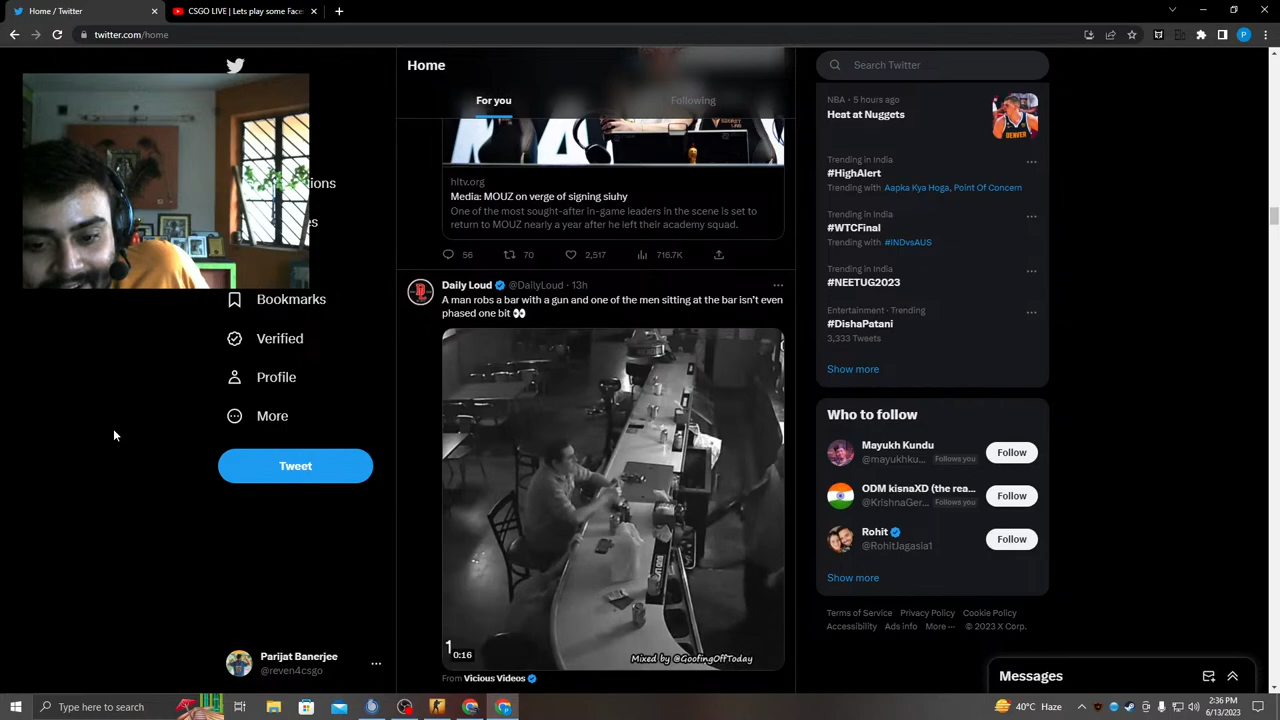 Home / Twitter
CSGO LIVE | Lets play some Face
twitter.com/home
Home
For you
Following
Search Twitter
hltv.org
Media: MOUZ on verge of signing siuhy
One of the most sought-after in-game leaders in the scene is set to
return to MOUZ nearly a year after he left their academy squad.
56
70
2,517
716.7K
Daily Loud @DailyLoud · 13h
A man robs a bar with a gun and one of the men sitting at the bar isn't even
phased one bit 👀
0:16
Mixed by @GoofingOffToday
From Vicious Videos
ions
es
Bookmarks
Verified
Profile
More
Tweet
Parijat Banerjee
@reven4csgo
NBA · 5 hours ago
Heat at Nuggets
DENVER
Trending in India
#HighAlert
Trending with Aapka Kya Hoga, Point Of Concern
Trending in India
#WTCFinal
Trending with #INDvsAUS
Trending in India
#NEETUG2023
Entertainment · Trending
#DishaPatani
3,333 Tweets
Show more
Who to follow
Mayukh Kundu
@mayukhku... Follows you
Follow
ODM kisnaXD (the rea...
@KrishnaGer... Follows you
Follow
Rohit
@RohitJagasia1
Follow
Show more
Terms of Service Privacy Policy Cookie Policy
Accessibility Ads info More ··· © 2023 X Corp.
Messages
Type here to search
40°C Haze
ENG
2:36 PM
6/13/2023